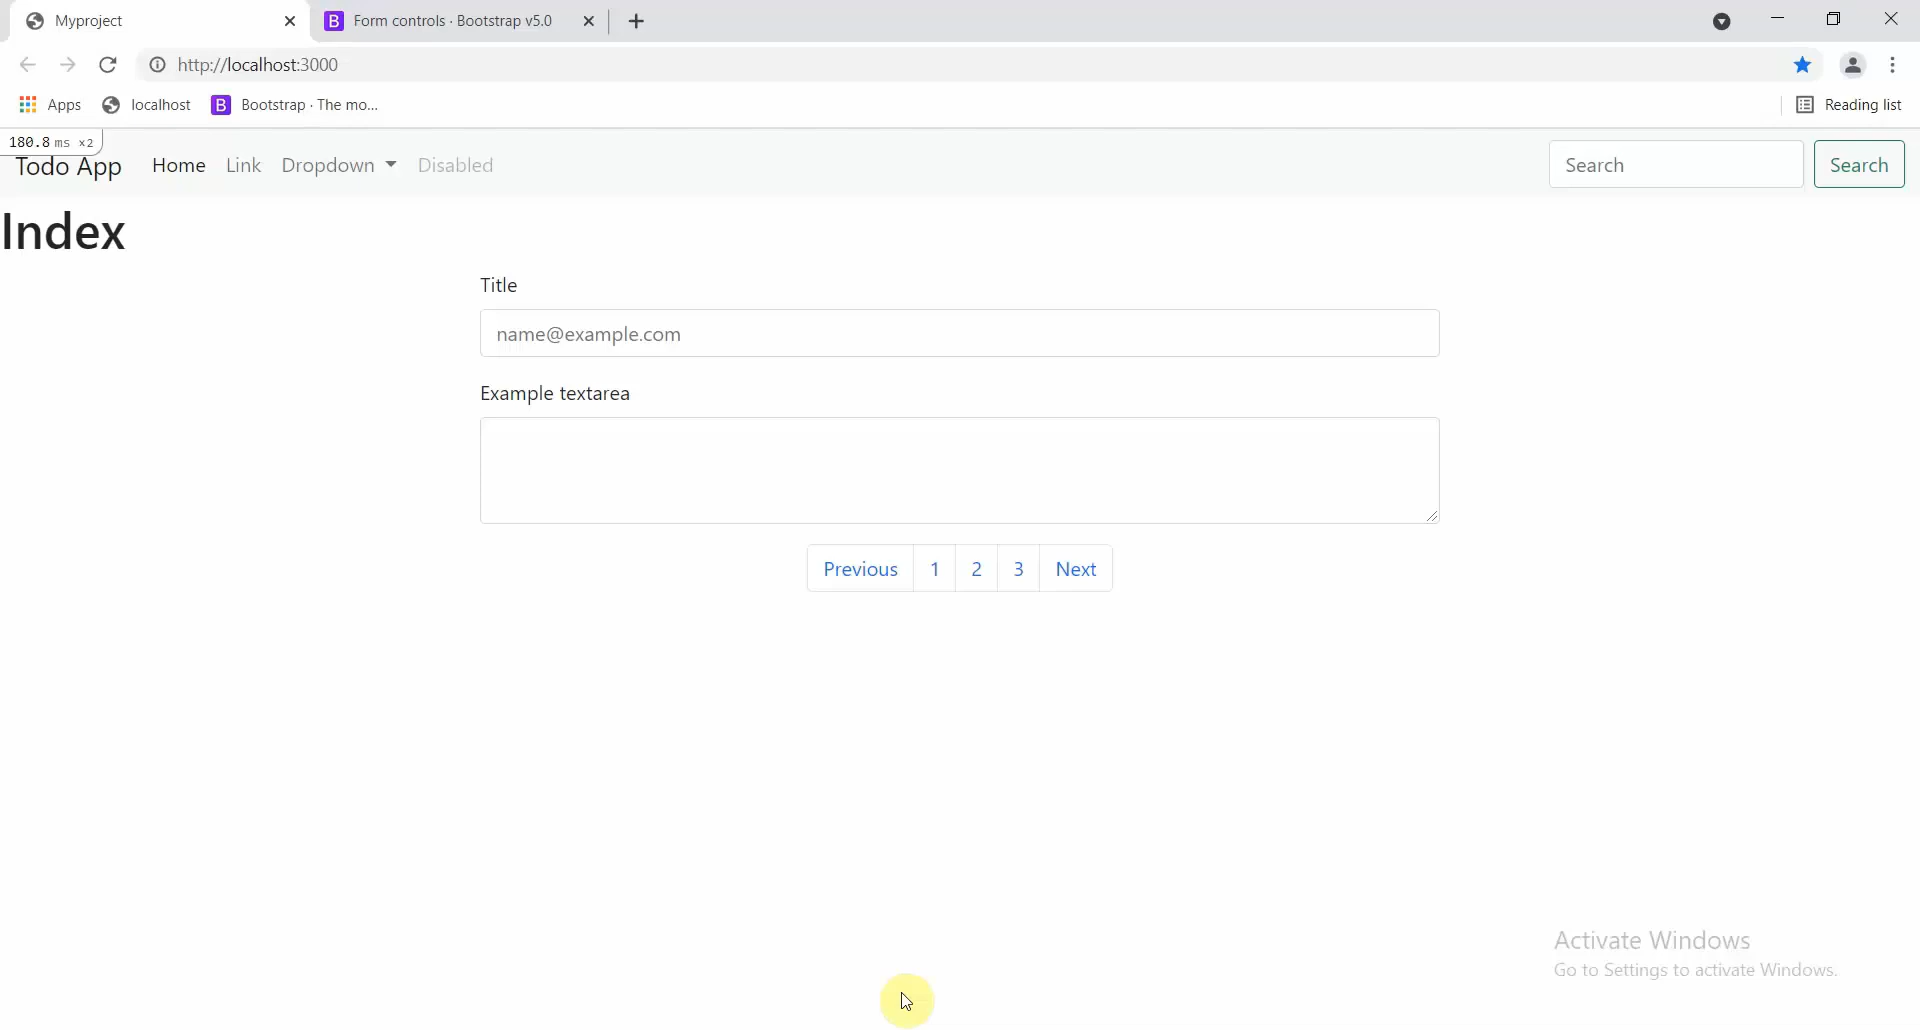 Myproject
B Form controls · Bootstrap v5.0
http://localhost:3000
Apps
localhost
B Bootstrap · The mo...
Reading list
180.8 ms ×2
Todo App
Home
Link
Dropdown
Disabled
Search
Search
Index
Title
name@example.com
Example textarea
Previous 1 2 3 Next
Activate Windows
Go to Settings to activate Windows.